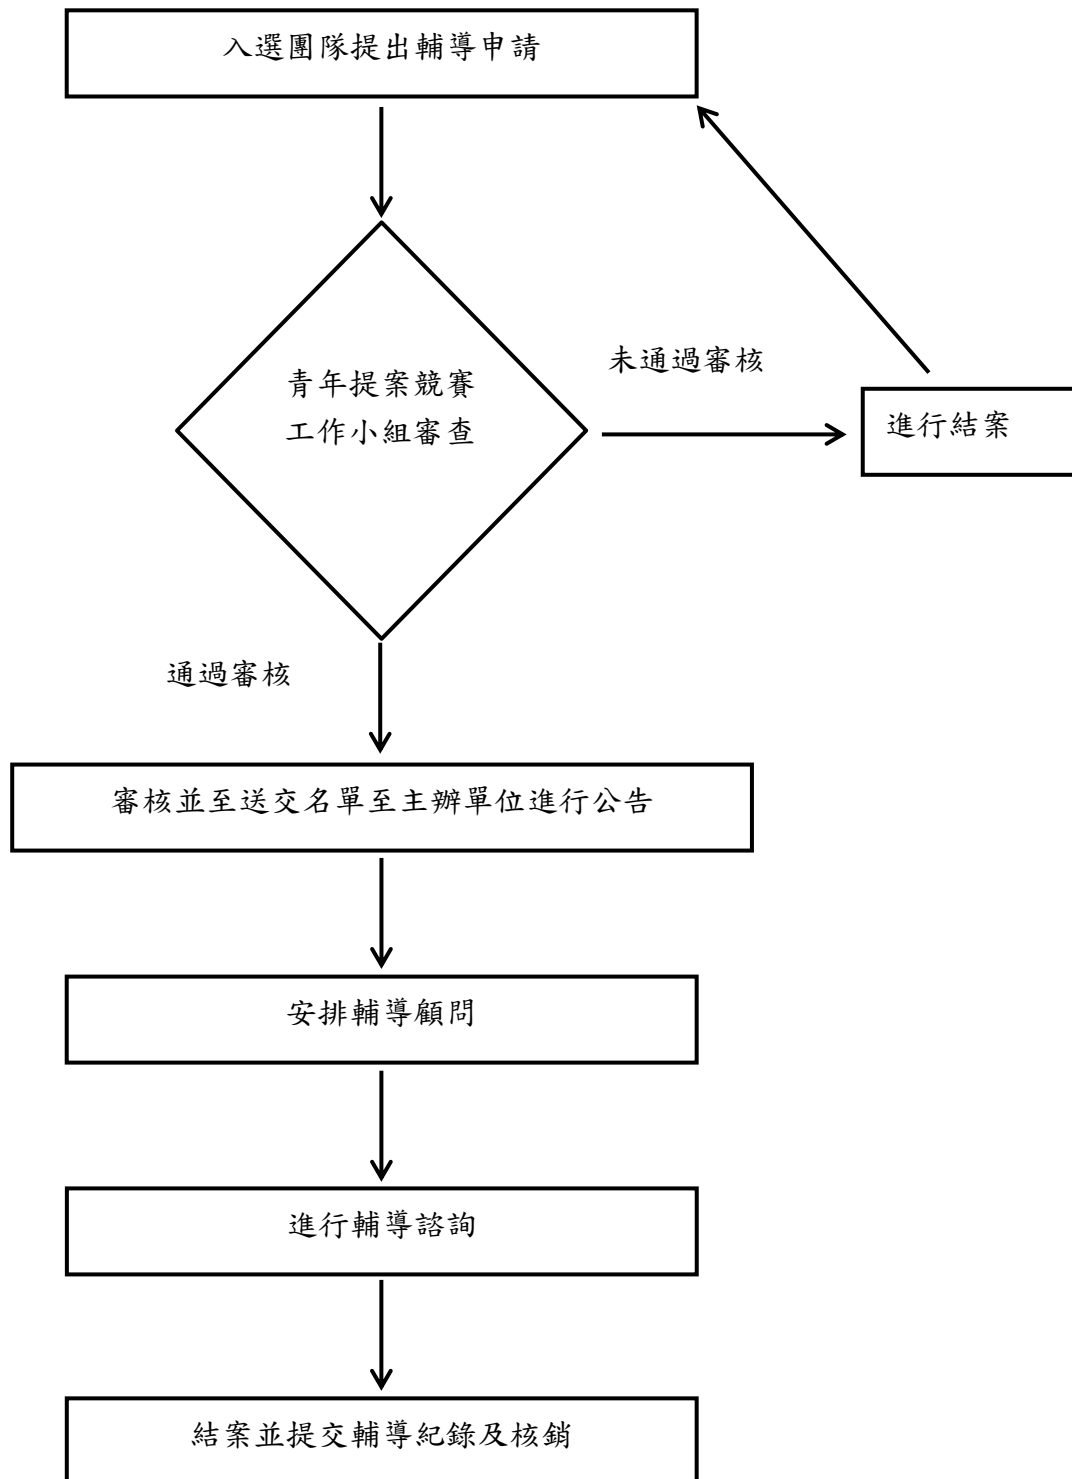 入選團隊提出輔導申請
青年提案競賽
工作小組審查
未通過審核
進行結案
通過審核
審核並至送交名單至主辦單位進行公告
安排輔導顧問
進行輔導諮詢
結案並提交輔導紀錄及核銷